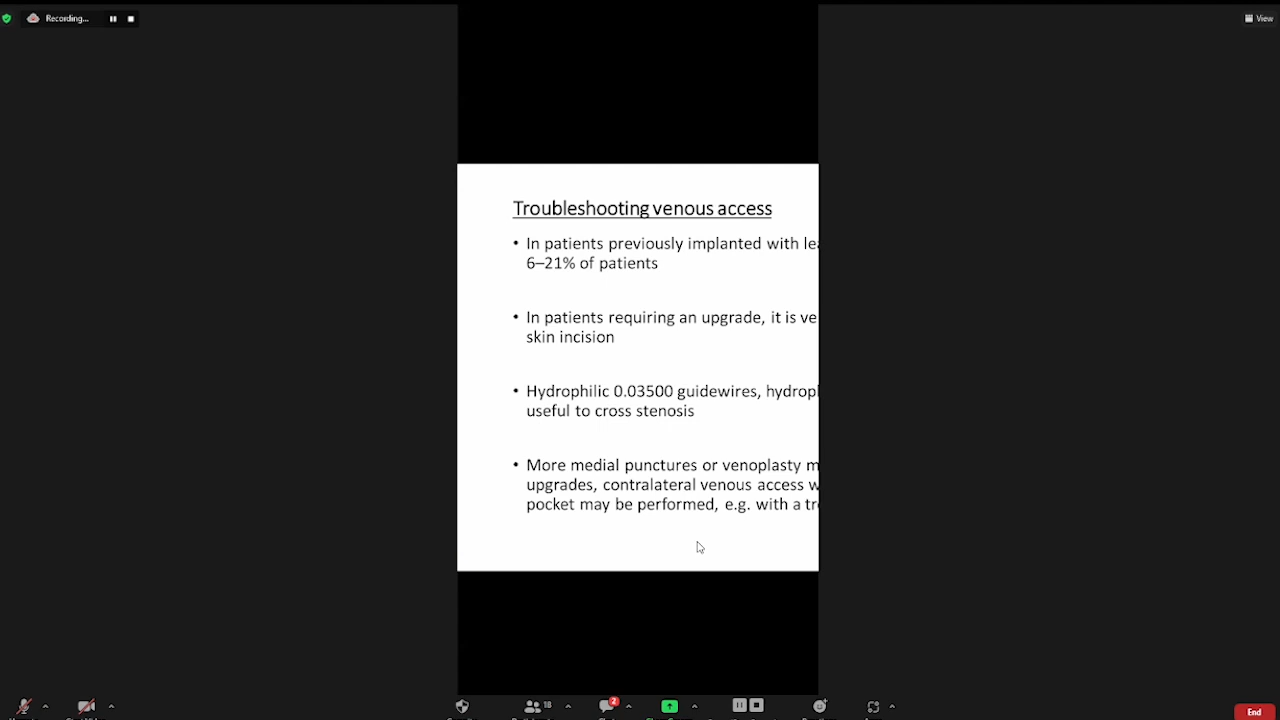 Recording...
View
Troubleshooting venous access
• In patients previously implanted with lea
6–21% of patients
• In patients requiring an upgrade, it is ve
skin incision
• Hydrophilic 0.03500 guidewires, hydroph
useful to cross stenosis
• More medial punctures or venoplasty m
upgrades, contralateral venous access w
pocket may be performed, e.g. with a tr
18
2
End